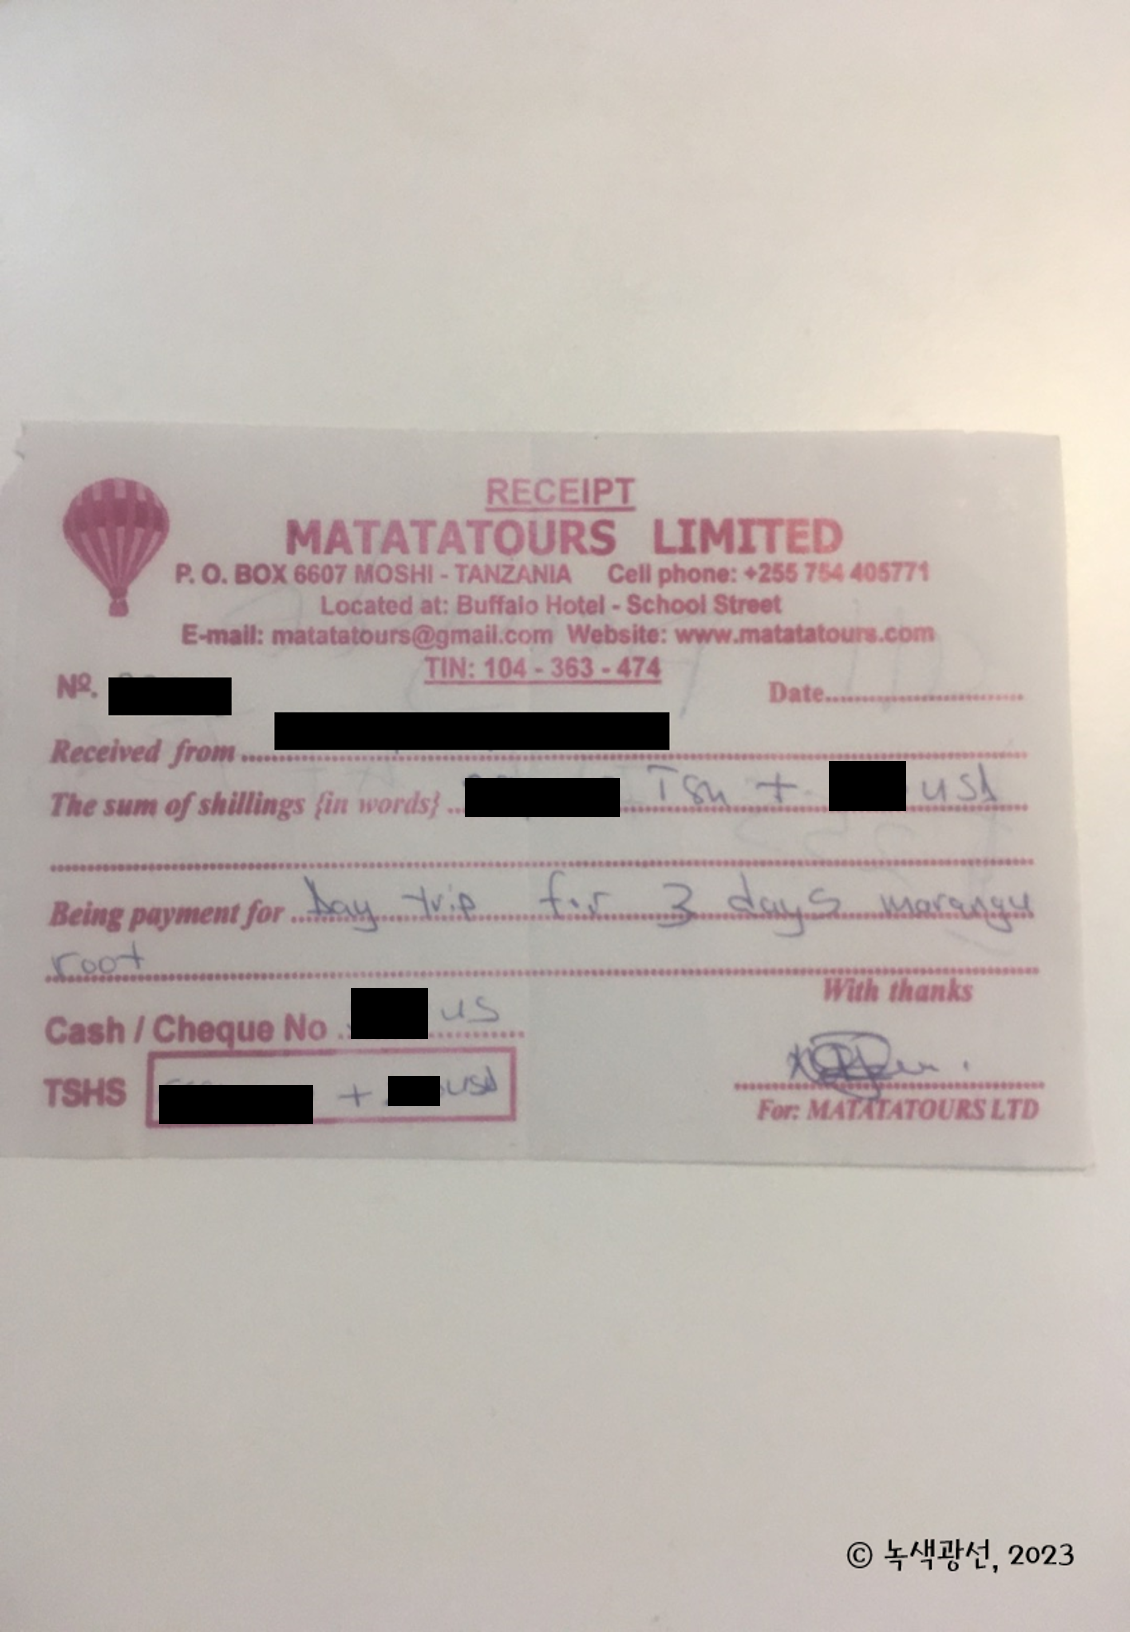 RECEIPT
MATATATOURS LIMITED
P. O. BOX 6607 MOSHI - TANZANIA Cell phone: +255 754 405771
Located at: Buffalo Hotel - School Street
E-mail: matatatours@gmail.com Website: www.matatatours.com
TIN: 104 - 363 - 474
Nº.
Date
Received from
The sum of shillings {in words} Tsh + usd
Being payment for Day trip for 3 days marangu
root
With thanks
Cash / Cheque No us
TSHS + usd
For: MATATATOURS LTD
© 녹색광선, 2023